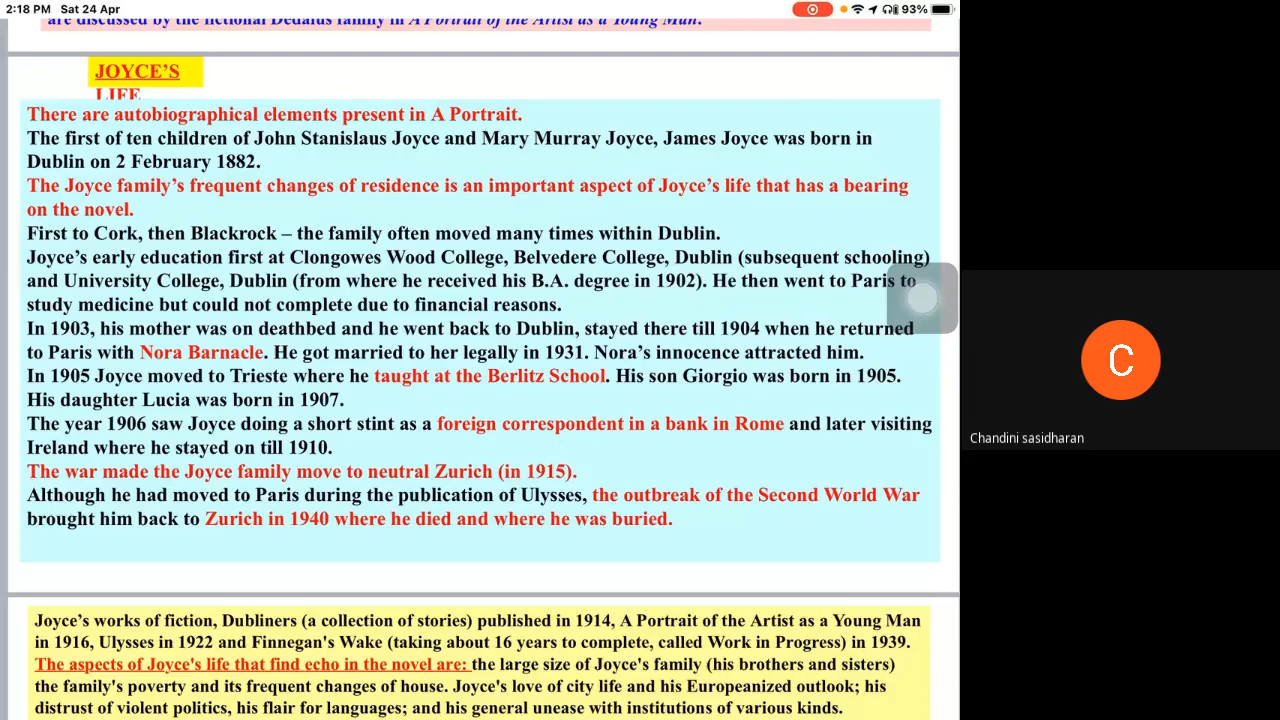 2:18 PM Sat 24 Apr
93%
are discussed by the fictional Dedalus family in A Portrait of the Artist as a Young Man.
JOYCE'S
LIFE
There are autobiographical elements present in A Portrait.
The first of ten children of John Stanislaus Joyce and Mary Murray Joyce, James Joyce was born in
Dublin on 2 February 1882.
The Joyce family's frequent changes of residence is an important aspect of Joyce's life that has a bearing
on the novel.
First to Cork, then Blackrock – the family often moved many times within Dublin.
Joyce's early education first at Clongowes Wood College, Belvedere College, Dublin (subsequent schooling)
and University College, Dublin (from where he received his B.A. degree in 1902). He then went to Paris to
study medicine but could not complete due to financial reasons.
In 1903, his mother was on deathbed and he went back to Dublin, stayed there till 1904 when he returned
to Paris with Nora Barnacle. He got married to her legally in 1931. Nora's innocence attracted him.
In 1905 Joyce moved to Trieste where he taught at the Berlitz School. His son Giorgio was born in 1905.
His daughter Lucia was born in 1907.
The year 1906 saw Joyce doing a short stint as a foreign correspondent in a bank in Rome and later visiting
Ireland where he stayed on till 1910.
The war made the Joyce family move to neutral Zurich (in 1915).
Although he had moved to Paris during the publication of Ulysses, the outbreak of the Second World War
brought him back to Zurich in 1940 where he died and where he was buried.
Joyce's works of fiction, Dubliners (a collection of stories) published in 1914, A Portrait of the Artist as a Young Man
in 1916, Ulysses in 1922 and Finnegan's Wake (taking about 16 years to complete, called Work in Progress) in 1939.
The aspects of Joyce's life that find echo in the novel are: the large size of Joyce's family (his brothers and sisters)
the family's poverty and its frequent changes of house. Joyce's love of city life and his Europeanized outlook; his
distrust of violent politics, his flair for languages; and his general unease with institutions of various kinds.
C
Chandini sasidharan